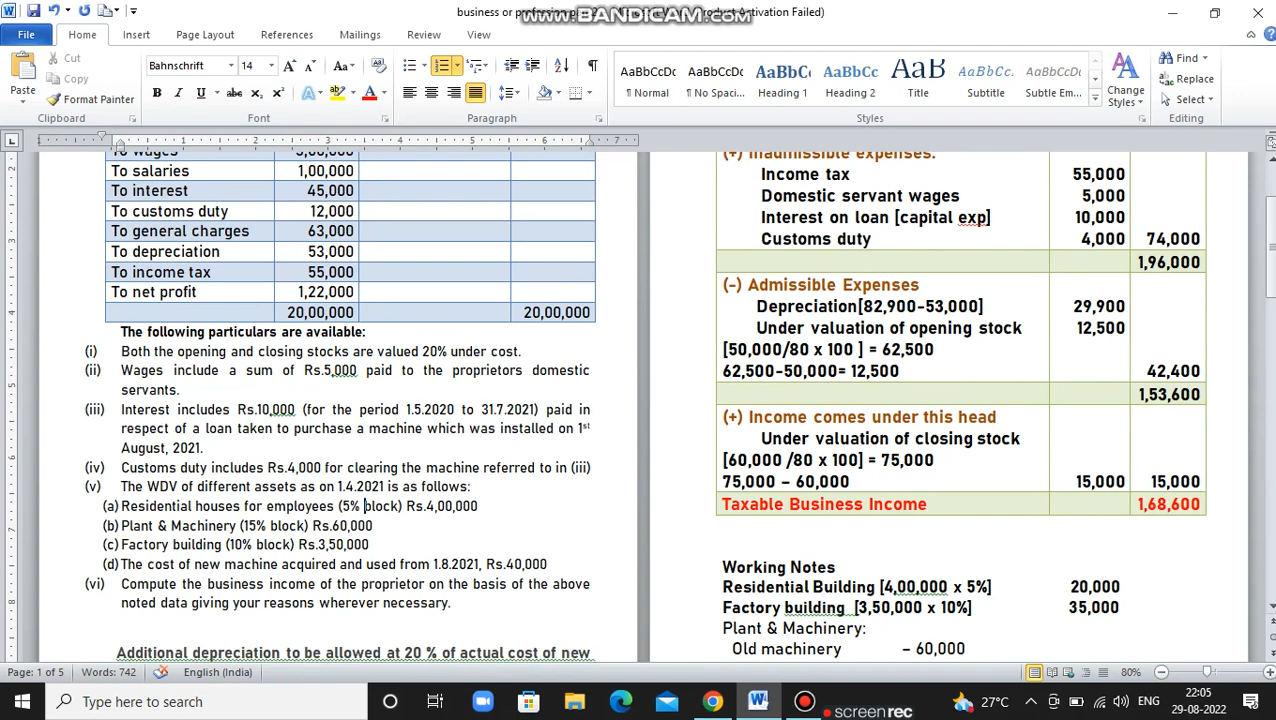 business or profession
Product Activation Failed)
www.BANDICAM.com
File Home Insert Page Layout References Mailings Review View
Cut
Copy
Format Painter
Paste
Clipboard
Bahnschrift 14
Font
Paragraph
AaBbCcDc AaBbCcDc AaBbCc AaBbCc AaB AaBbCcDc AaBbCcDc
¶ Normal ¶ No Spaci... Heading 1 Heading 2 Title Subtitle Subtle Em...
Change Styles
Styles
Find
Replace
Select
Editing
To salaries 1,00,000
To interest 45,000
To customs duty 12,000
To general charges 63,000
To depreciation 53,000
To income tax 55,000
To net profit 1,22,000
20,00,000 20,00,000
The following particulars are available:
(i) Both the opening and closing stocks are valued 20% under cost.
(ii) Wages include a sum of Rs.5,000 paid to the proprietors domestic
servants.
(iii) Interest includes Rs.10,000 (for the period 1.5.2020 to 31.7.2021) paid in
respect of a loan taken to purchase a machine which was installed on 1st
August, 2021.
(iv) Customs duty includes Rs.4,000 for clearing the machine referred to in (iii)
(v) The WDV of different assets as on 1.4.2021 is as follows:
(a) Residential houses for employees (5% block) Rs.4,00,000
(b) Plant & Machinery (15% block) Rs.60,000
(c) Factory building (10% block) Rs.3,50,000
(d) The cost of new machine acquired and used from 1.8.2021, Rs.40,000
(vi) Compute the business income of the proprietor on the basis of the above
noted data giving your reasons wherever necessary.
Additional depreciation to be allowed at 20 % of actual cost of new
(+) Inadmissible expenses:
Income tax 55,000
Domestic servant wages 5,000
Interest on loan [capital exp] 10,000
Customs duty 4,000 74,000
1,96,000
(-) Admissible Expenses
Depreciation[82,900-53,000] 29,900
Under valuation of opening stock 12,500
[50,000/80 x 100 ] = 62,500
62,500-50,000= 12,500 42,400
1,53,600
(+) Income comes under this head
Under valuation of closing stock
[60,000 /80 x 100] = 75,000
75,000 – 60,000 15,000 15,000
Taxable Business Income 1,68,600
Working Notes
Residential Building [4,00,000 x 5%] 20,000
Factory building [3,50,000 x 10%] 35,000
Plant & Machinery:
Old machinery – 60,000
Page: 1 of 5 Words: 742 English (India) 80%
Type here to search
27°C
ENG
22:05
29-08-2022
screenrec